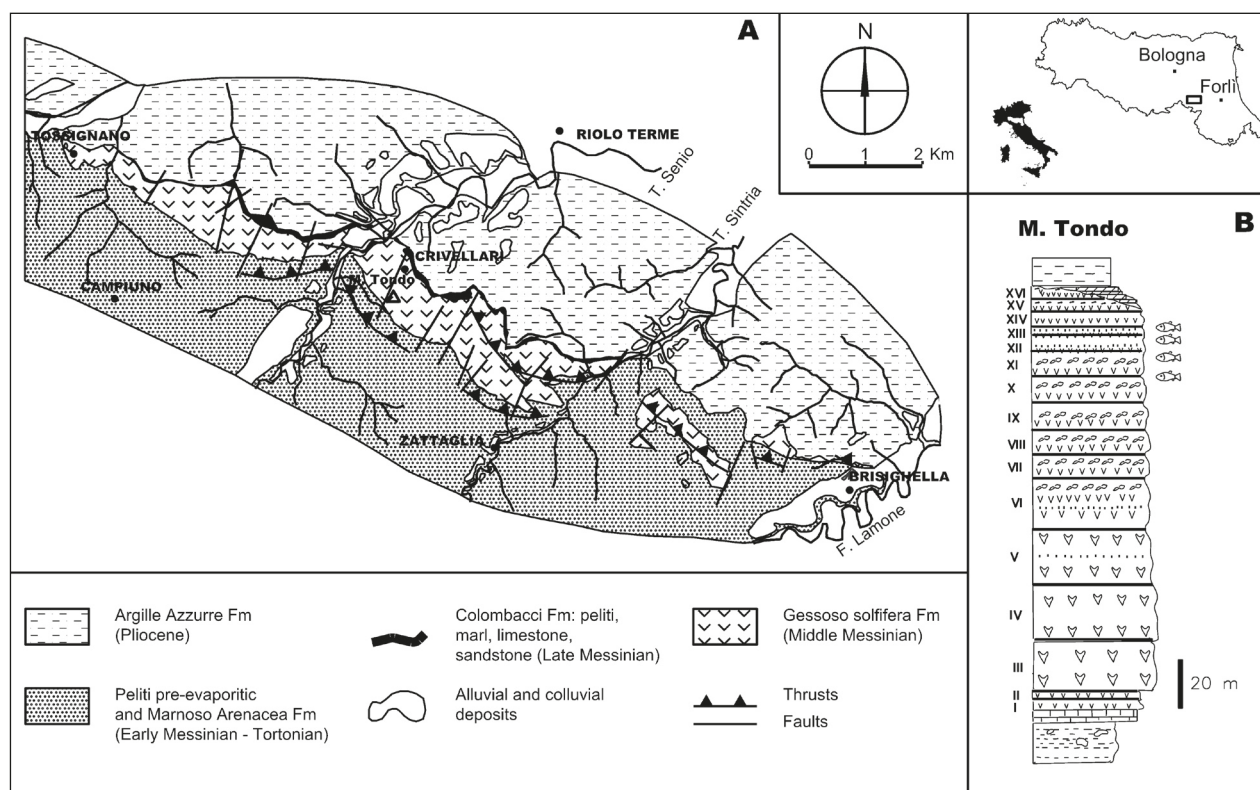 A
N
0 1 2 Km
Bologna
Forlì
TOSSIGNANO
RIOLO TERME
T. Senio
T. Sintria
CRIVELLARI
M. Tondo
CAMPIUNO
ZATTAGLIA
BRISIGHELLA
F. Lamone
B
M. Tondo
XVI
XV
XIV
XIII
XII
XI
X
IX
VIII
VII
VI
V
IV
III
II
I
20 m
Argille Azzurre Fm
(Pliocene)
Colombacci Fm: peliti,
marl, limestone,
sandstone (Late Messinian)
Gessoso solfifera Fm
(Middle Messinian)
Peliti pre-evaporitic
and Marnoso Arenacea Fm
(Early Messinian - Tortonian)
Alluvial and colluvial
deposits
Thrusts
Faults